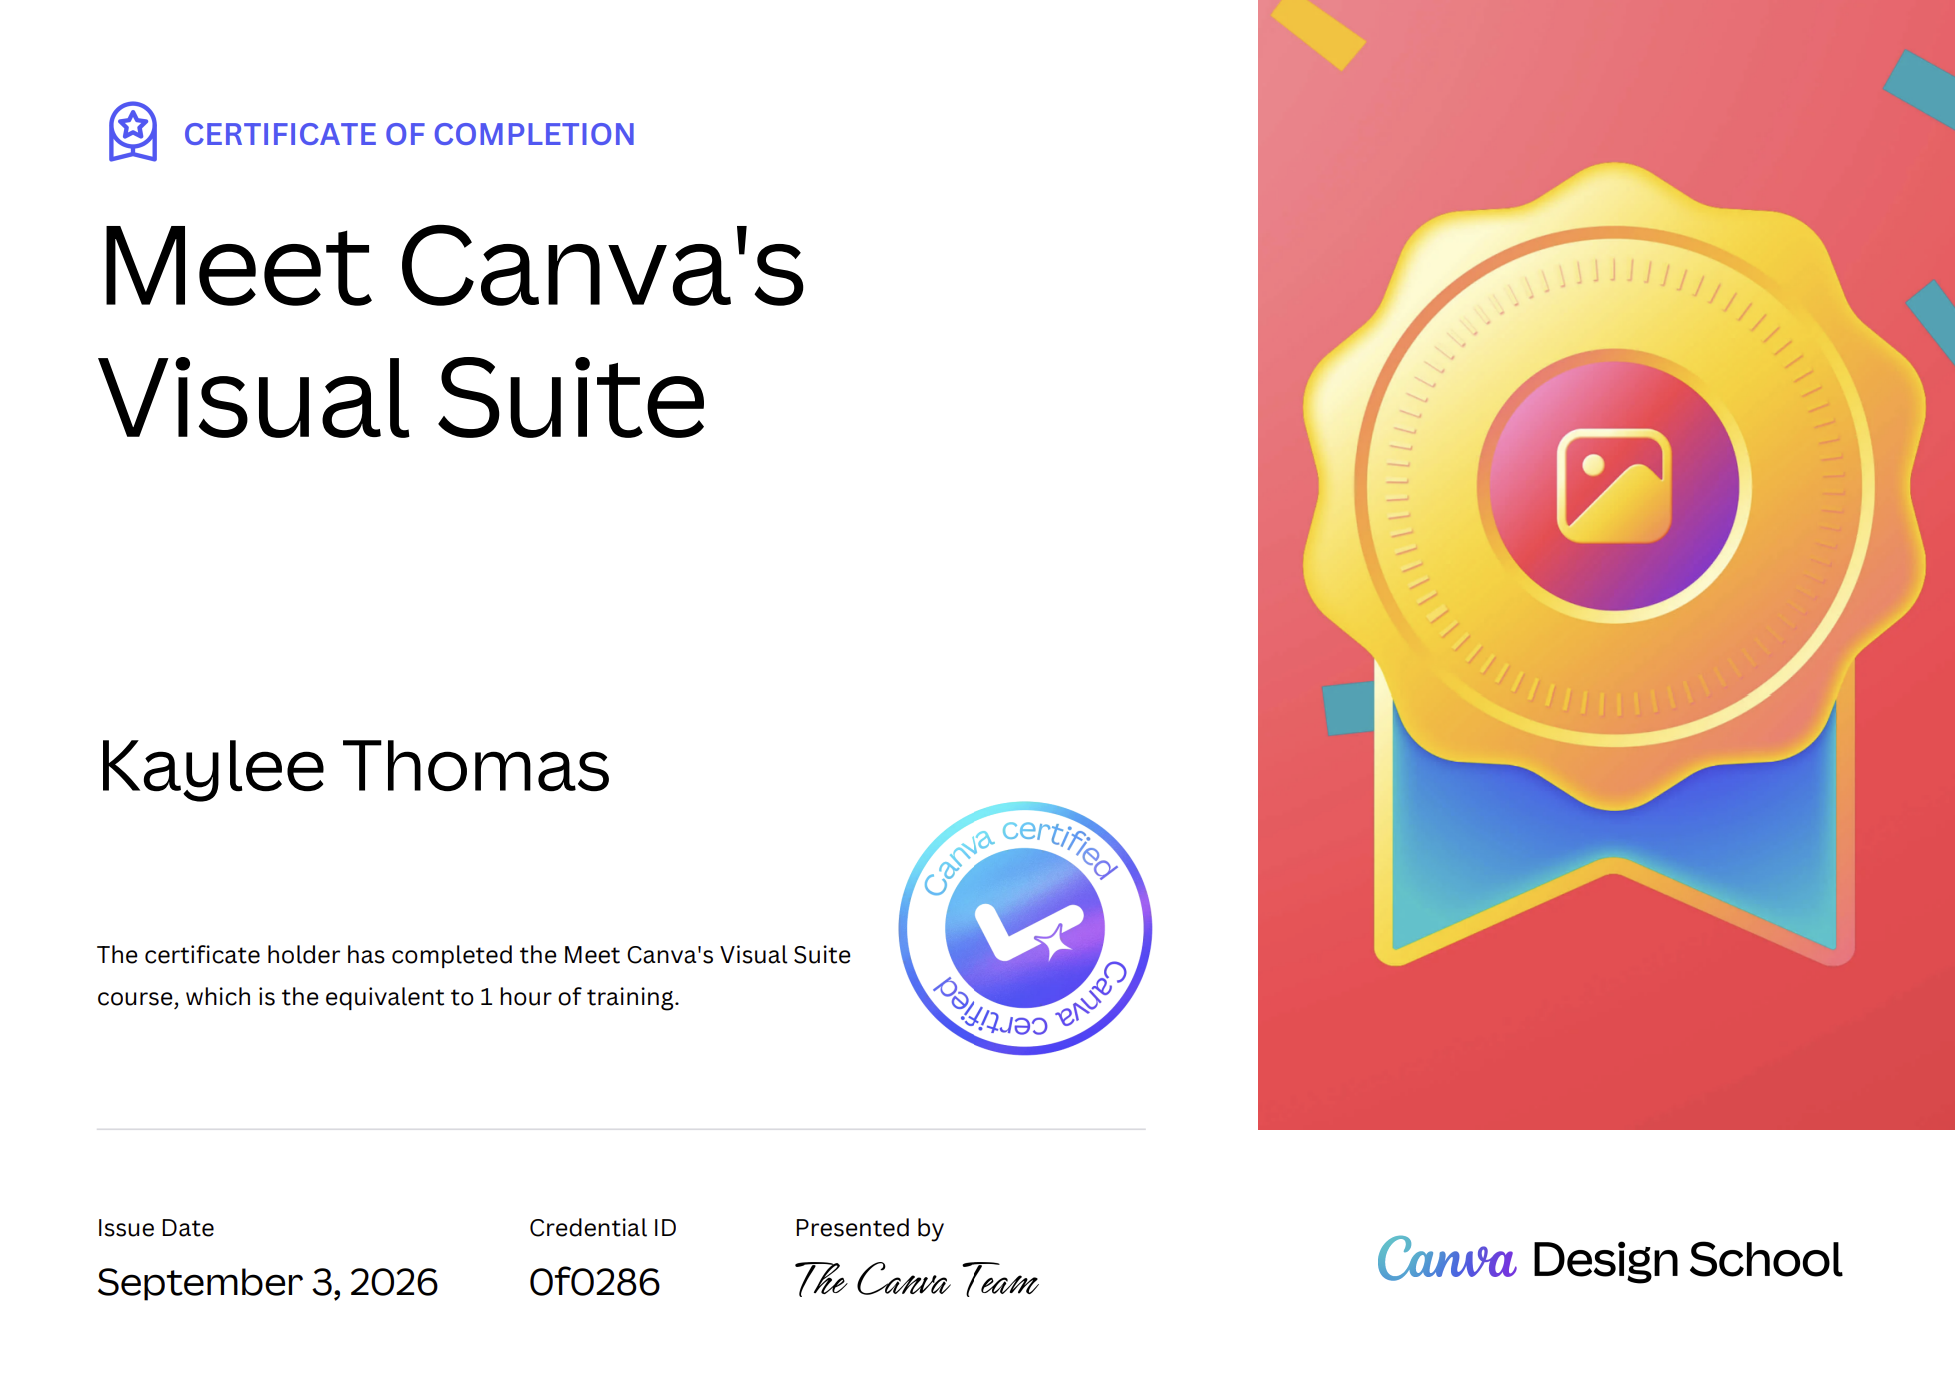 CERTIFICATE OF COMPLETION
Meet Canva's
Visual Suite
Kaylee Thomas
Canva certified
Canva certified
The certificate holder has completed the Meet Canva's Visual Suite
course, which is the equivalent to 1 hour of training.
Issue Date
September 3, 2026
Credential ID
0f0286
Presented by
The Canva Team
Canva Design School